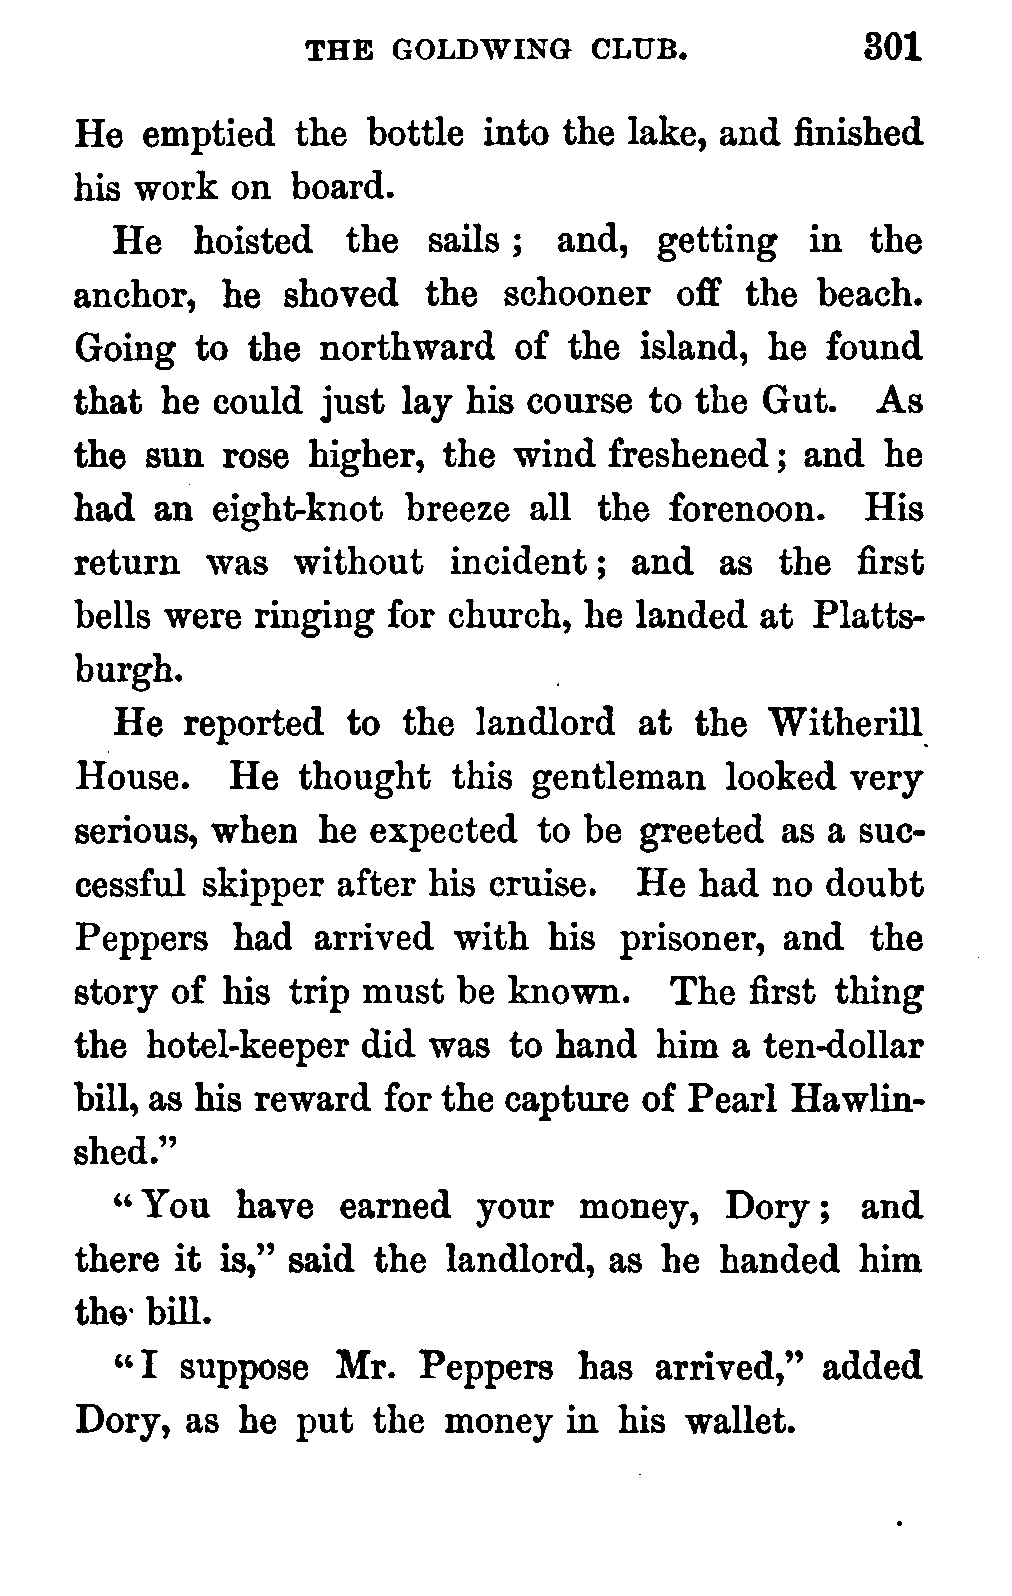 THE GOLDWING CLUB. 301
He emptied the bottle into the lake, and finished
his work on board.
He hoisted the sails; and, getting in the
anchor, he shoved the schooner off the beach.
Going to the northward of the island, he found
that he could just lay his course to the Gut. As
the sun rose higher, the wind freshened; and he
had an eight-knot breeze all the forenoon. His
return was without incident; and as the first
bells were ringing for church, he landed at Platts-
burgh.
He reported to the landlord at the Witherill
House. He thought this gentleman looked very
serious, when he expected to be greeted as a suc-
cessful skipper after his cruise. He had no doubt
Peppers had arrived with his prisoner, and the
story of his trip must be known. The first thing
the hotel-keeper did was to hand him a ten-dollar
bill, as his reward for the capture of Pearl Hawlin-
shed."
"You have earned your money, Dory; and
there it is," said the landlord, as he handed him
the bill.
"I suppose Mr. Peppers has arrived," added
Dory, as he put the money in his wallet.